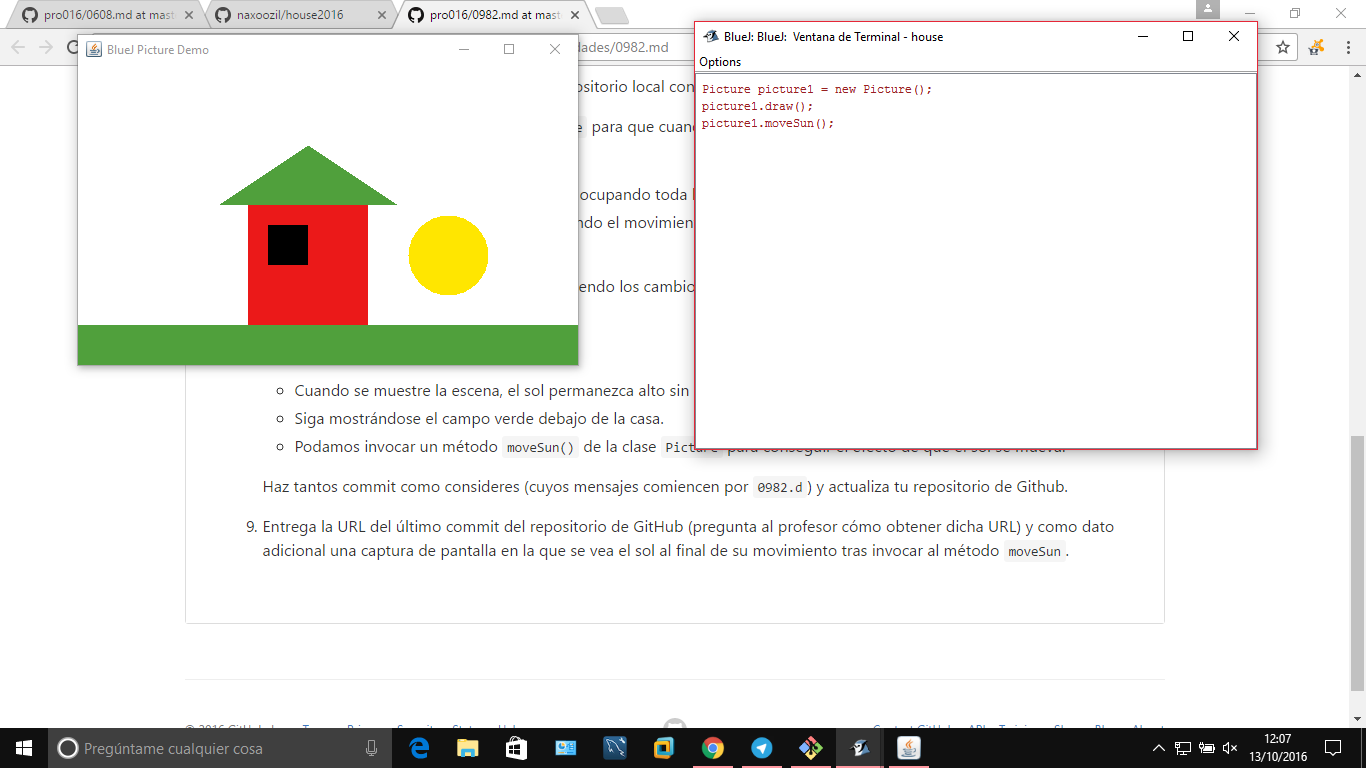 pro016/0608.md at mast
naxoozil/house2016
pro016/0982.md at mast
dades/0982.md
BlueJ Picture Demo
BlueJ: BlueJ: Ventana de Terminal - house
Options
Picture picture1 = new Picture();
picture1.draw();
picture1.moveSun();
ositorio local con
e para que cuan
ocupando toda l
ndo el movimien
endo los cambio
Cuando se muestre la escena, el sol permanezca alto sin
Siga mostrándose el campo verde debajo de la casa.
Podamos invocar un método moveSun() de la clase Picture para conseguir el efecto de que el sol se mueva.
Haz tantos commit como consideres (cuyos mensajes comiencen por 0982.d) y actualiza tu repositorio de Github.
9. Entrega la URL del último commit del repositorio de GitHub (pregunta al profesor cómo obtener dicha URL) y como dato
adicional una captura de pantalla en la que se vea el sol al final de su movimiento tras invocar al método moveSun.
Pregúntame cualquier cosa
12:07
13/10/2016